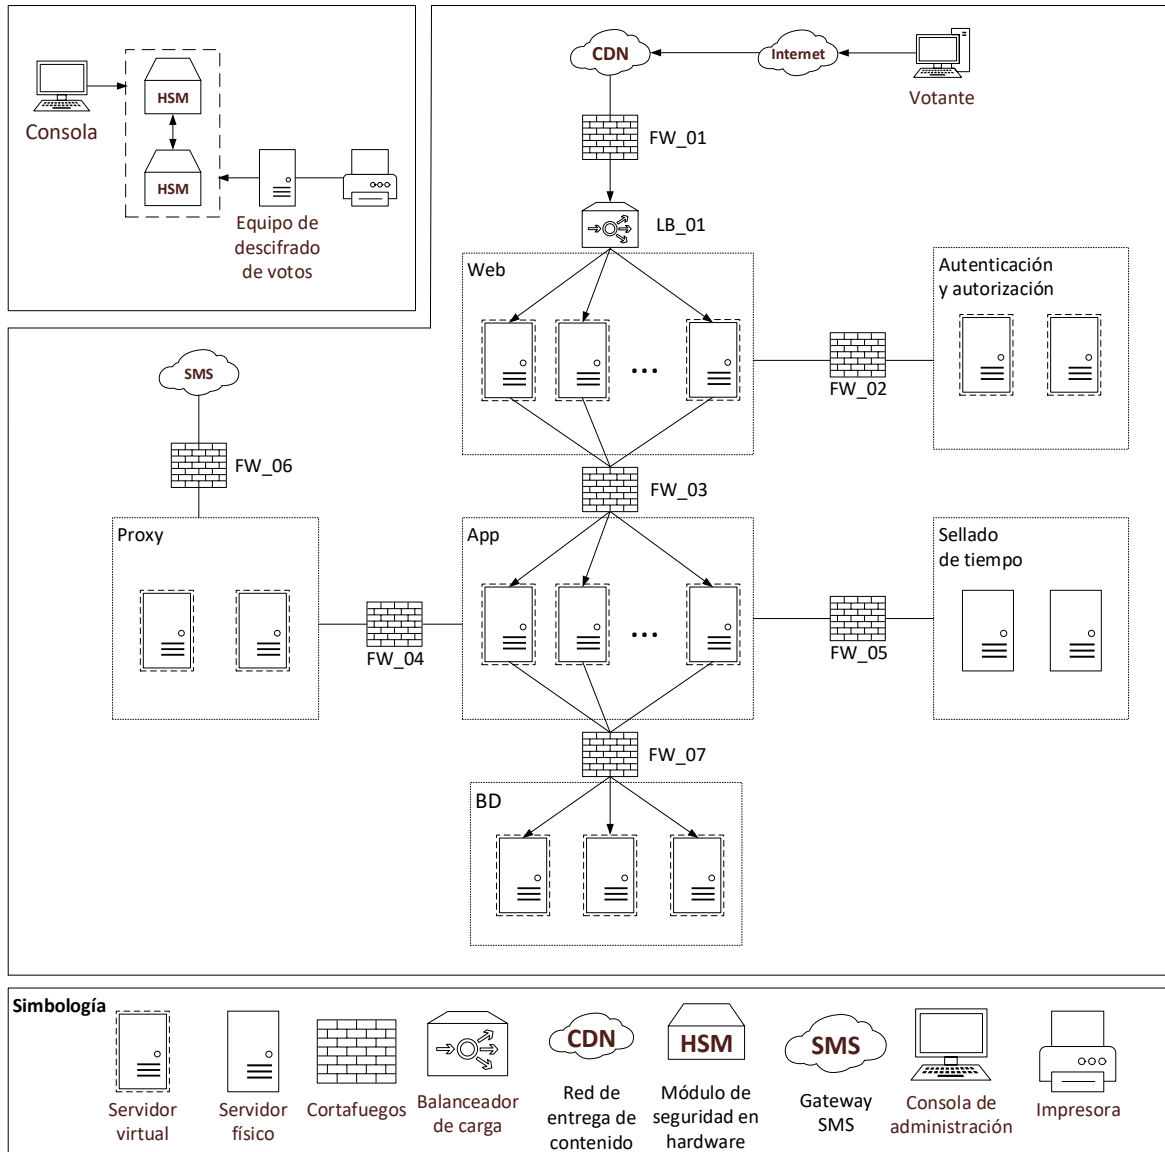 Consola
HSM
HSM
Equipo de
descifrado
de votos
CDN
Internet
Votante
FW_01
LB_01
Web
Autenticación
y autorización
...
FW_02
SMS
FW_06
FW_03
Proxy
App
Sellado
de tiempo
...
FW_04
FW_05
FW_07
BD
Simbología
Servidor
virtual
Servidor
físico
Cortafuegos
Balanceador
de carga
CDN
Red de
entrega de
contenido
HSM
Módulo de
seguridad en
hardware
SMS
Gateway
SMS
Consola de
administración
Impresora